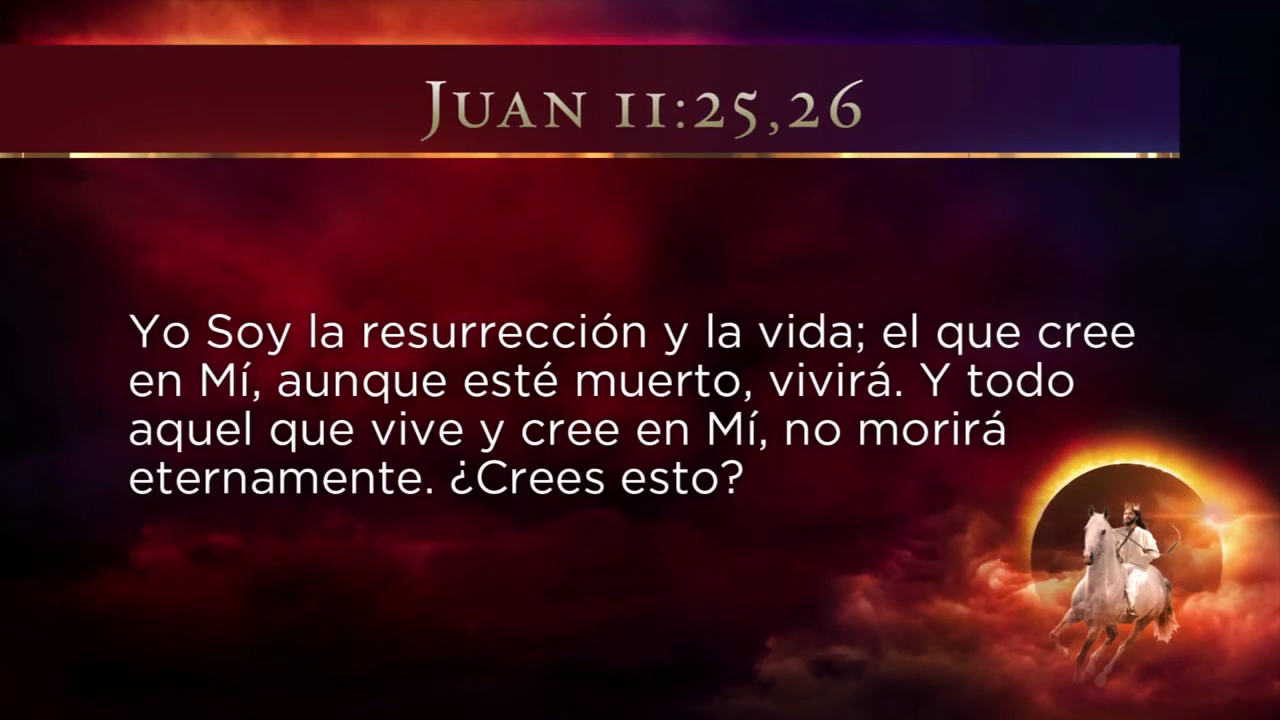 Juan 11:25,26
Yo Soy la resurrección y la vida; el que cree
en Mí, aunque esté muerto, vivirá. Y todo
aquel que vive y cree en Mí, no morirá
eternamente. ¿Crees esto?